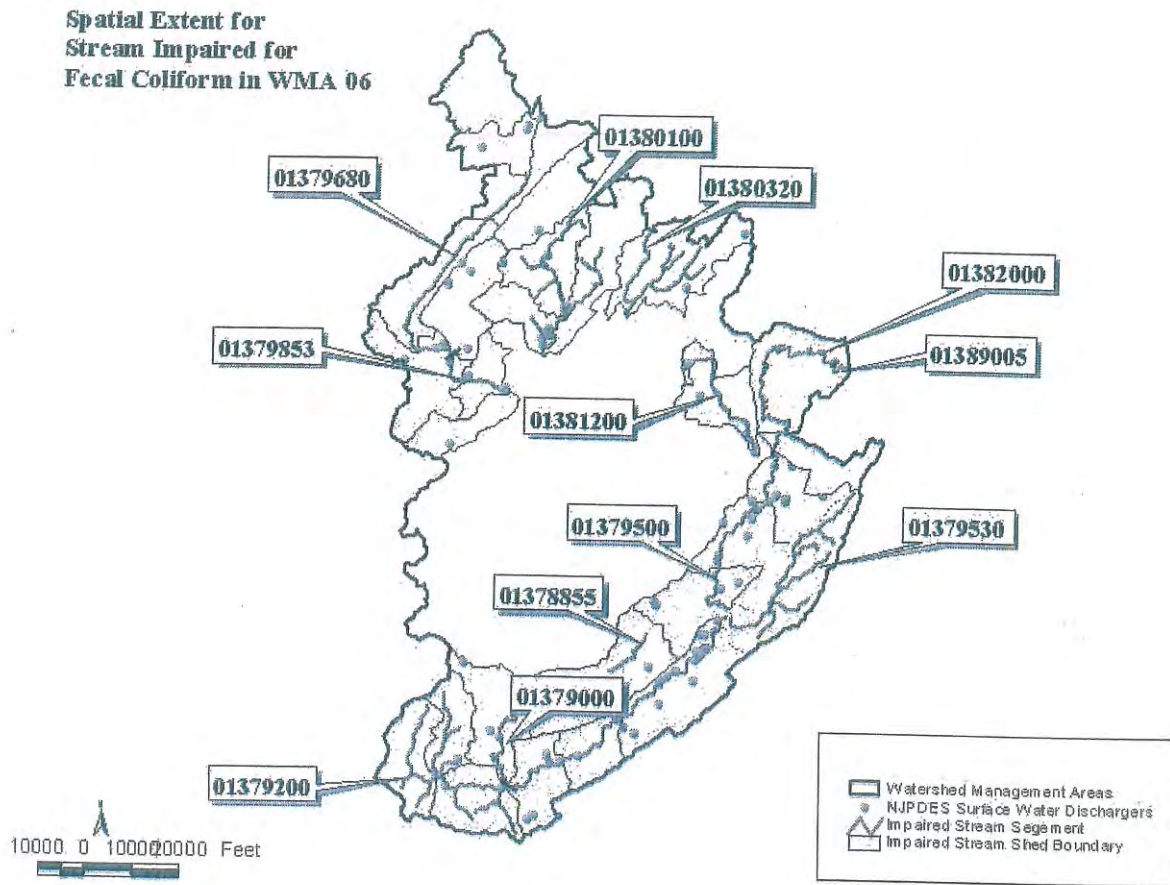 Spatial Extent for
Stream Impaired for
Fecal Coliform in WMA 06
01380100
01379680
01380320
01382000
01379853
01389005
01381200
01379500
01379530
01378855
01379000
01379200
Watershed Management Areas
NJPDES Surface Water Dischargers
Impaired Stream Segement
Impaired Stream Shed Boundary
10000 0 10000 20000 Feet